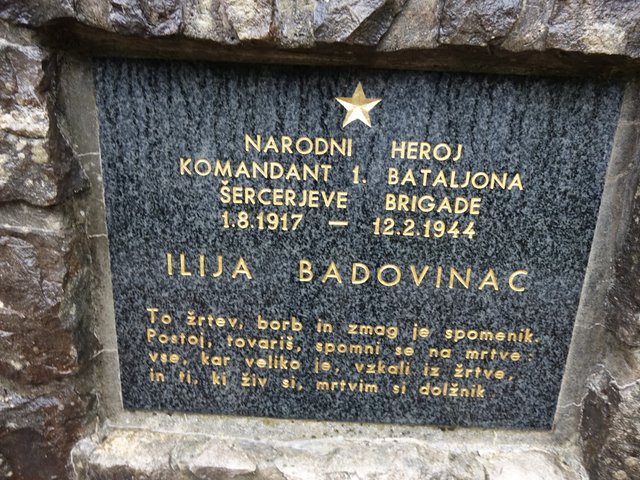 NARODNI HEROJ
KOMANDANT 1. BATALJONA
ŠERCERJEVE BRIGADE
1.8.1917 — 12.2.1944
ILIJA BADOVINAC
To žrtev, borb in zmag je spomenik.
Postoj, tovariš, spomni se na mrtve:
vse, kar veliko je, vzkali iz žrtve,
in ti, ki živ si, mrtvim si dolžnik.